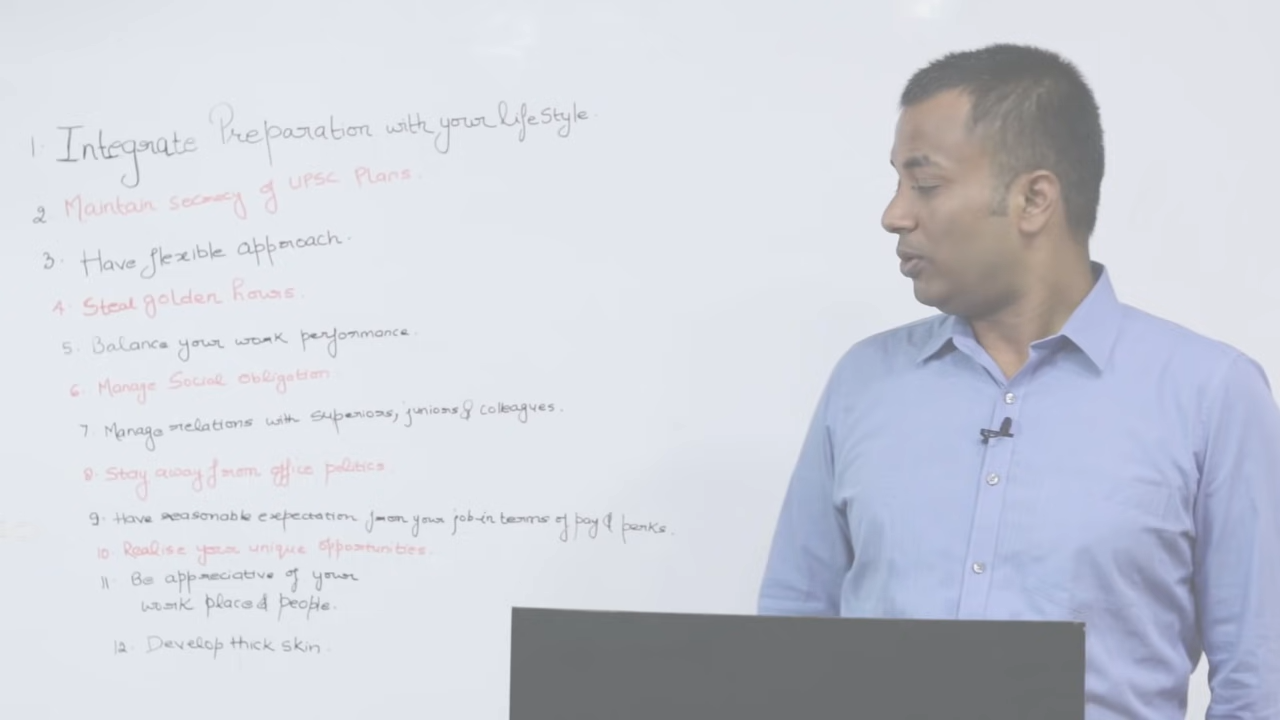 1. Integrate Preparation with your life style.
2 Maintain secrecy of UPSC Plans.
3. Have flexible approach.
4. Steal golden hours.
5. Balance your work performance.
6. Manage Social obligation.
7. Manage relations with superiors, juniors & colleagues.
8. Stay away from office politics.
9. Have reasonable expectation from your job-in terms of pay & perks.
10. Realise your unique opportunities.
11. Be appreciative of your
work place & people.
12. Develop thick skin.